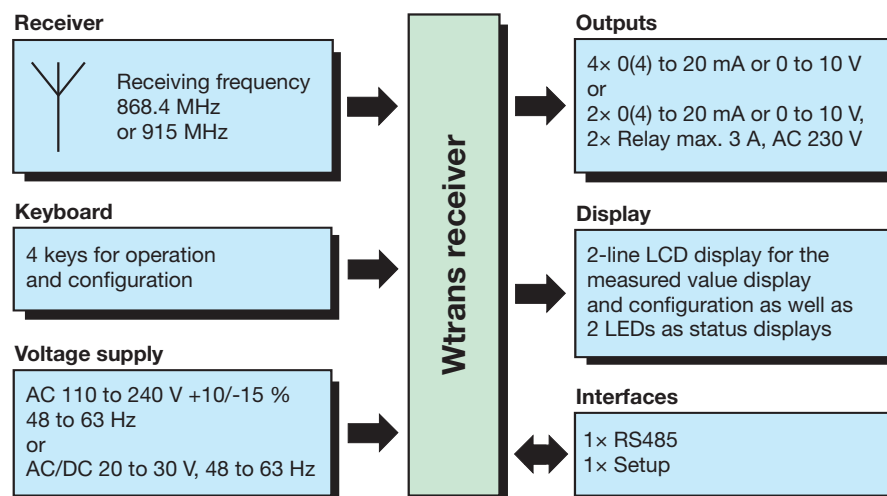 Receiver
Receiving frequency
868.4 MHz
or 915 MHz
Keyboard
4 keys for operation
and configuration
Voltage supply
AC 110 to 240 V +10/-15 %
48 to 63 Hz
or
AC/DC 20 to 30 V, 48 to 63 Hz
Wtrans receiver
Outputs
4× 0(4) to 20 mA or 0 to 10 V
or
2× 0(4) to 20 mA or 0 to 10 V,
2× Relay max. 3 A, AC 230 V
Display
2-line LCD display for the
measured value display
and configuration as well as
2 LEDs as status displays
Interfaces
1× RS485
1× Setup